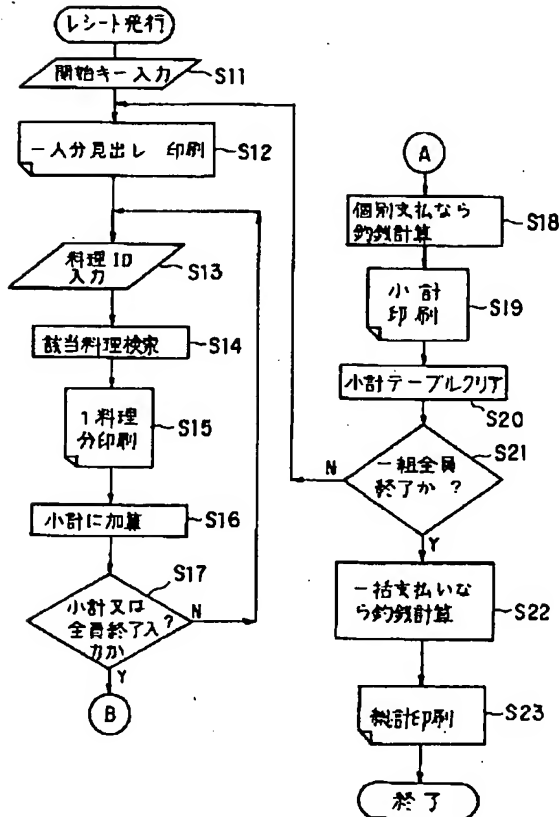 レシート発行
開始キー入力
S11
一人分見出し 印刷
S12
料理ID
入力
S13
該当料理検索
S14
1料理
分印刷
S15
小計に加算
S16
S17
小計又は
全員終了入
力か
?
N
Y
B
A
個別支払なら
釣銭計算
S18
小計
印刷
S19
小計テーブルクリア
S20
S21
一組全員
終了か ?
N
Y
一括支払いな
ら釣銭計算
S22
総計印刷
S23
終了